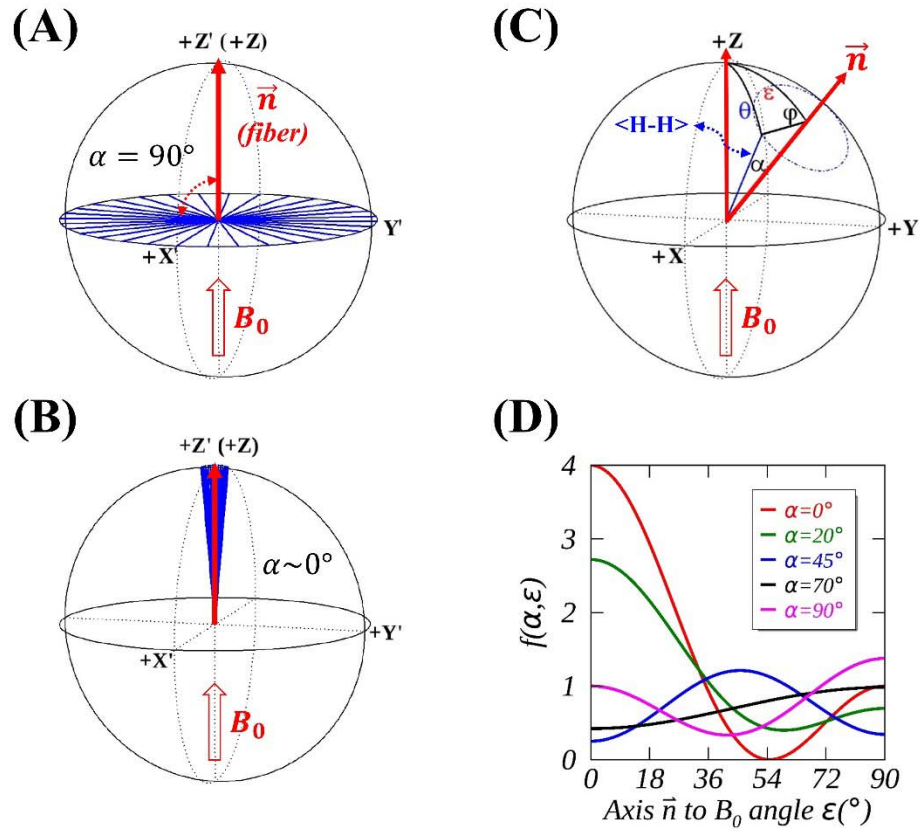 (A)
+Z' (+Z)
n
(fiber)
α = 90°
Y'
+X'
B₀
(B)
+Z' (+Z)
α~0°
+Y'
+X'
B₀
(C)
+Z
n
ε
θ
φ
<H-H>
α
+Y
+X
B₀
(D)
4
3
2
1
0
f(α,ε)
α=0°
α=20°
α=45°
α=70°
α=90°
0 18 36 54 72 90
Axis n to B₀ angle ε(°)